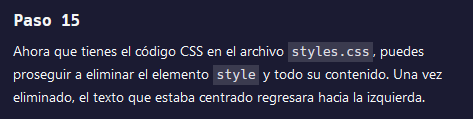 Paso 15
Ahora que tienes el código CSS en el archivo styles.css, puedes
proseguir a eliminar el elemento style y todo su contenido. Una vez
eliminado, el texto que estaba centrado regresara hacia la izquierda.